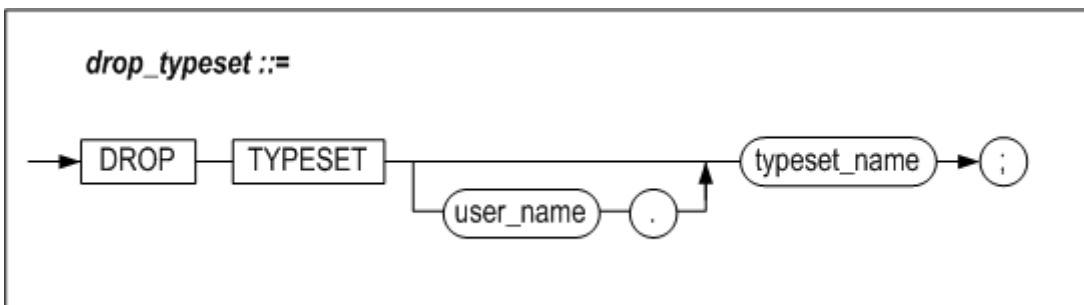 drop_typeset ::=
DROP TYPESET typeset_name ;
user_name .